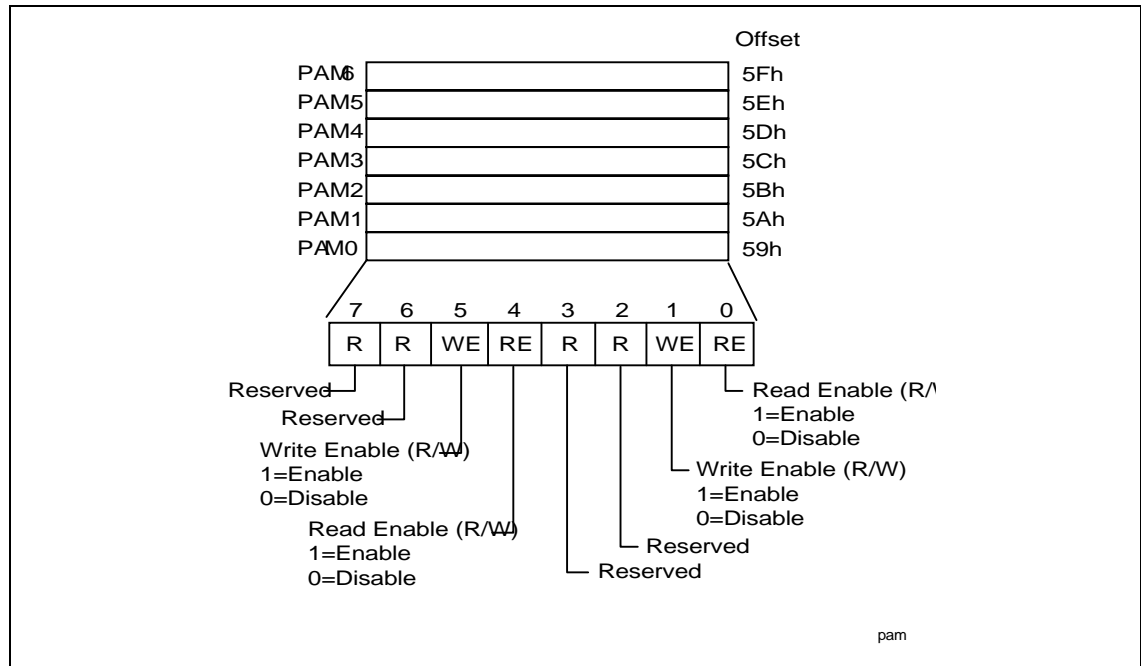 Offset
PAM6 5Fh
PAM5 5Eh
PAM4 5Dh
PAM3 5Ch
PAM2 5Bh
PAM1 5Ah
PAM0 59h
7 6 5 4 3 2 1 0
R R WE RE R R WE RE
Reserved
Reserved
Write Enable (R/W)
1=Enable
0=Disable
Read Enable (R/W)
1=Enable
0=Disable
Read Enable (R/
1=Enable
0=Disable
Write Enable (R/W)
1=Enable
0=Disable
Reserved
Reserved
pam